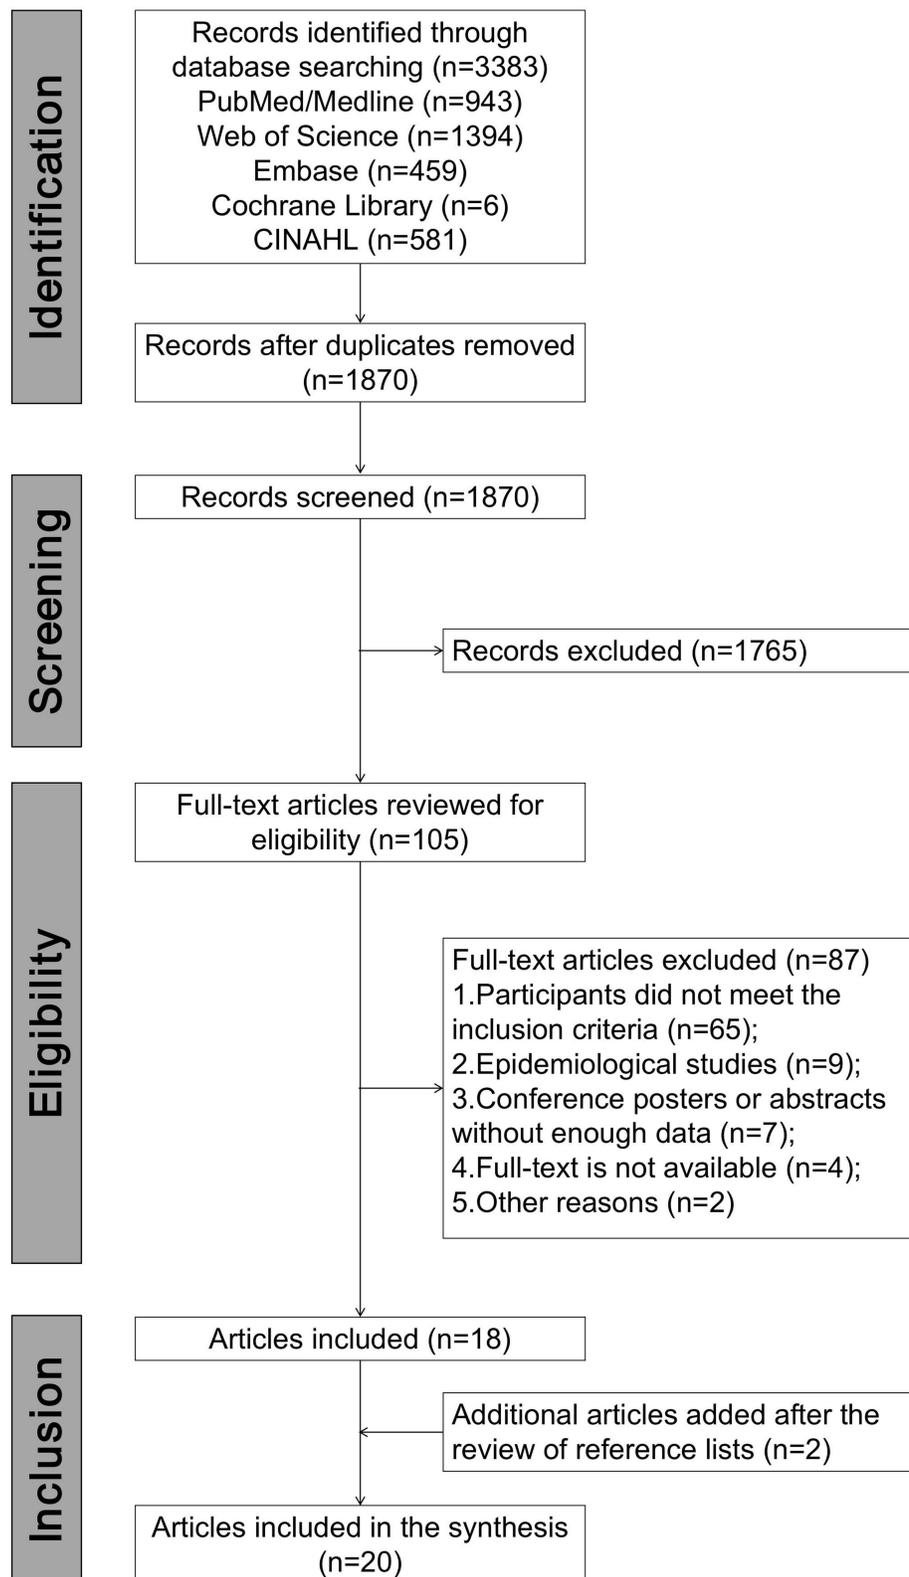 Identification
Records identified through
database searching (n=3383)
PubMed/Medline (n=943)
Web of Science (n=1394)
Embase (n=459)
Cochrane Library (n=6)
CINAHL (n=581)
Records after duplicates removed
(n=1870)
Screening
Records screened (n=1870)
Records excluded (n=1765)
Eligibility
Full-text articles reviewed for
eligibility (n=105)
Full-text articles excluded (n=87)
1.Participants did not meet the
inclusion criteria (n=65);
2.Epidemiological studies (n=9);
3.Conference posters or abstracts
without enough data (n=7);
4.Full-text is not available (n=4);
5.Other reasons (n=2)
Inclusion
Articles included (n=18)
Additional articles added after the
review of reference lists (n=2)
Articles included in the synthesis
(n=20)